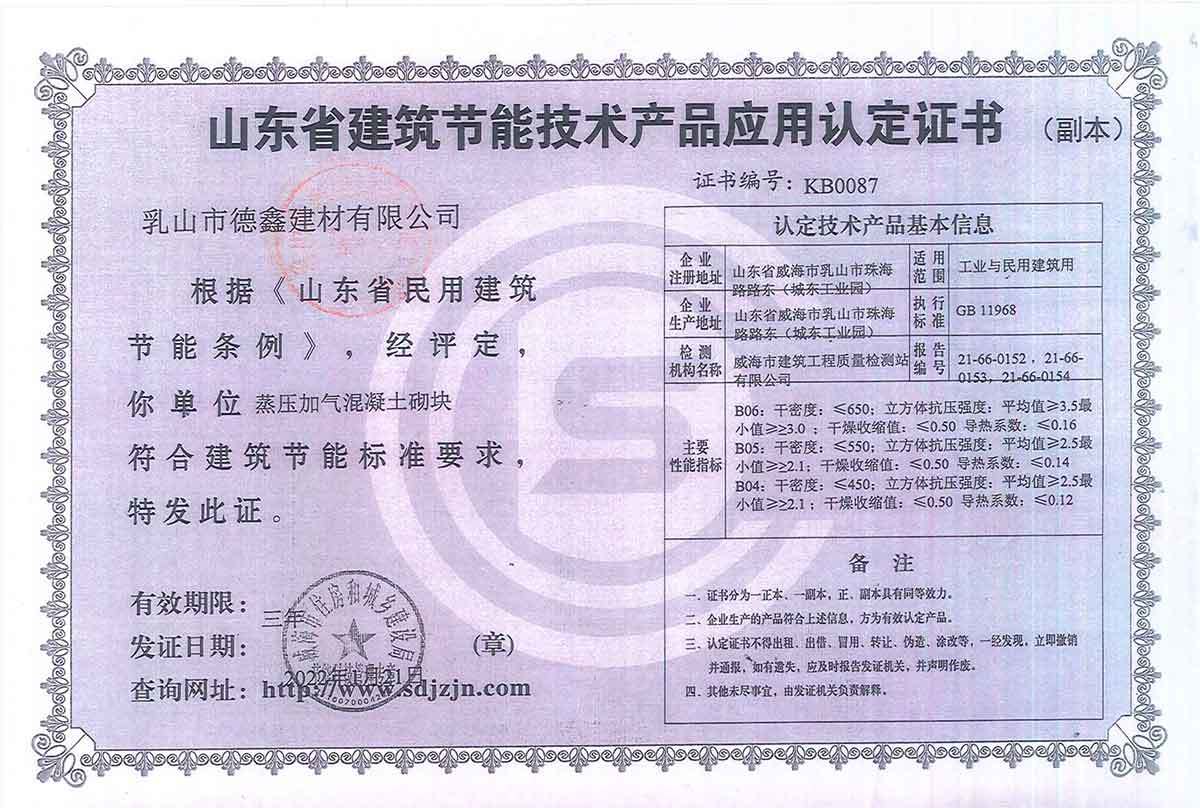 山东省建筑节能技术产品应用认定证书 （副本）
证书编号：KB0087
乳山市德鑫建材有限公司
根据《山东省民用建筑
节能条例》，经评定，
你单位 蒸压加气混凝土砌块
符合建筑节能标准要求，
特发此证。
有效期限：三年
发证日期：2022年1月21日 （章）
查询网址：http://www.sdjzjn.com
威海市住房和城乡建设局
认定技术产品基本信息
企业
注册地址
山东省威海市乳山市珠海
路路东（城东工业园）
适用
范围
工业与民用建筑用
企业
生产地址
山东省威海市乳山市珠海
路路东（城东工业园）
执行
标准
GB 11968
检测
机构名称
威海市建筑工程质量检测站
有限公司
报告
编号
21-66-0152，21-66-
0153，21-66-0154
主要
性能指标
B06：干密度：≤650；立方体抗压强度：平均值≥3.5最
小值≥≥3.0 ；干燥收缩值：≤0.50 导热系数：≤0.16
B05：干密度：≤550；立方体抗压强度：平均值≥2.5最
小值≥≥2.1；干燥收缩值：≤0.50 导热系数：≤0.14
B04：干密度：≤450；立方体抗压强度：平均值≥2.5最
小值≥≥2.1 ；干燥收缩值：≤0.50 导热系数：≤0.12
备 注
一、证书分为一正本、一副本，正、副本具有同等效力。
二、企业生产的产品符合上述信息，方为有效认定产品。
三、认定证书不得出租、出借、冒用、转让、伪造、涂改等，一经发现，立即撤销
并通报，如有遗失，应及时报告发证机关，并声明作废。
四、其他未尽事宜，由发证机关负责解释。